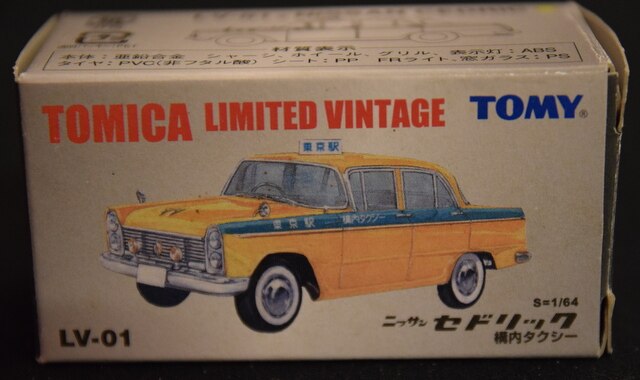 材質表示
本体:亜鉛合金 シャーシ、ホイール、グリル、表示灯:ABS
タイヤ:PVC(非フタル酸) シート:PP FRライト、窓ガラス:PS
TOMICA LIMITED VINTAGE TOMY®
東京駅
東京駅 構内タクシー
S=1/64
ニッサン セドリック
構内タクシー
LV-01